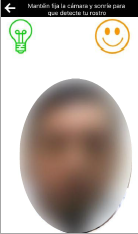 Mantén fija la cámara y sonríe para
que detecte tu rostro